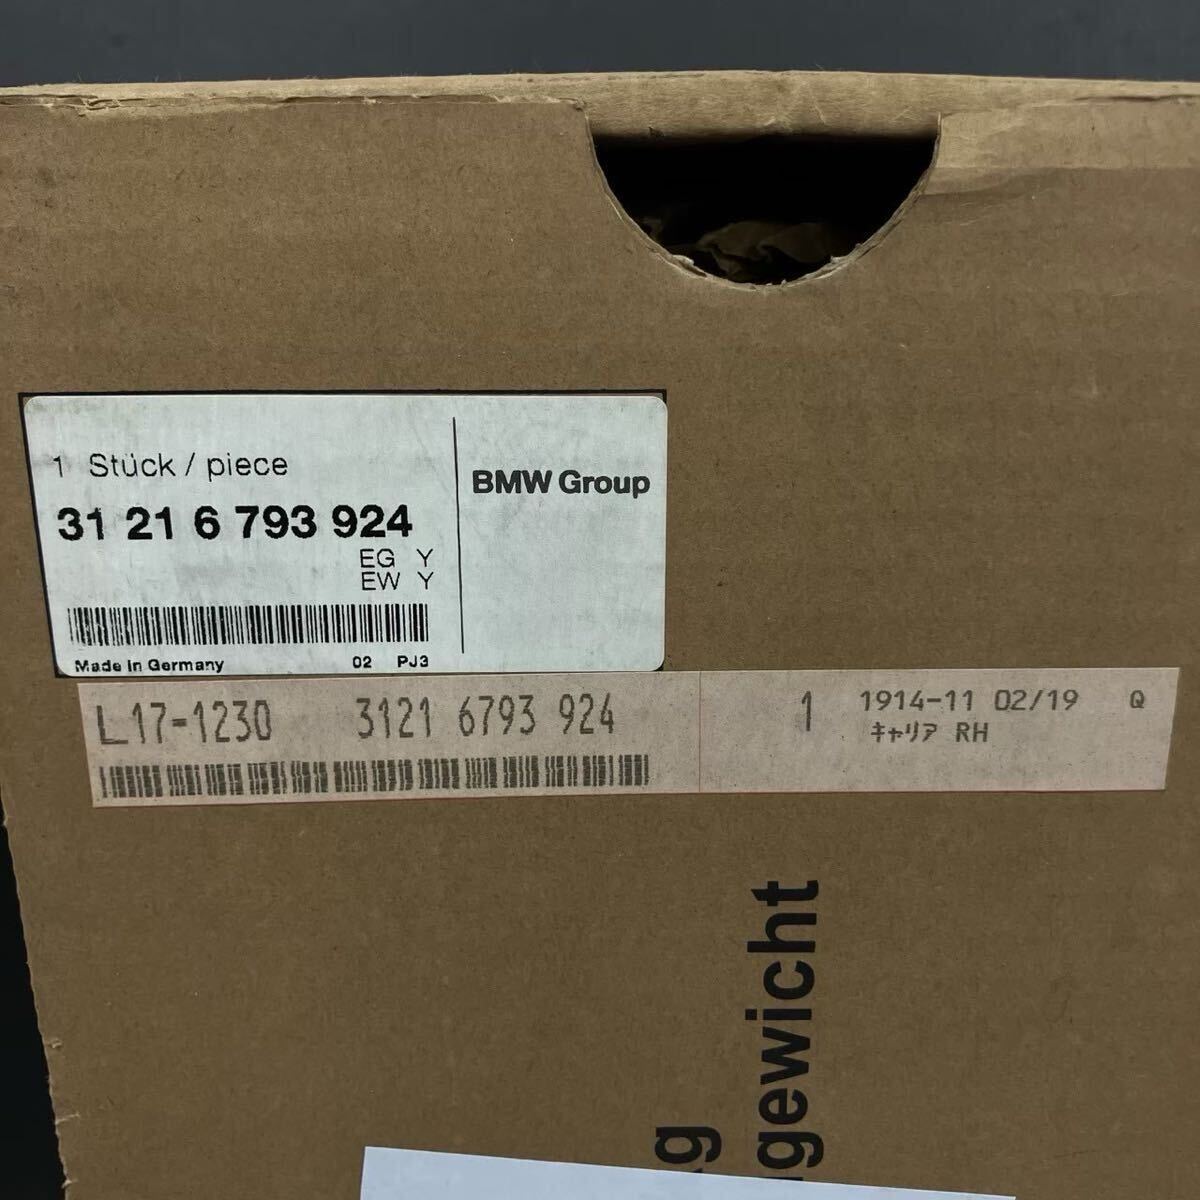 1 Stück / piece
BMW Group
31 21 6 793 924
EG Y
EW Y
Made in Germany 02 PJ3
L17-1230 3121 6793 924 1 1914-11 02/19 Q
キャリア RH
gewicht
g